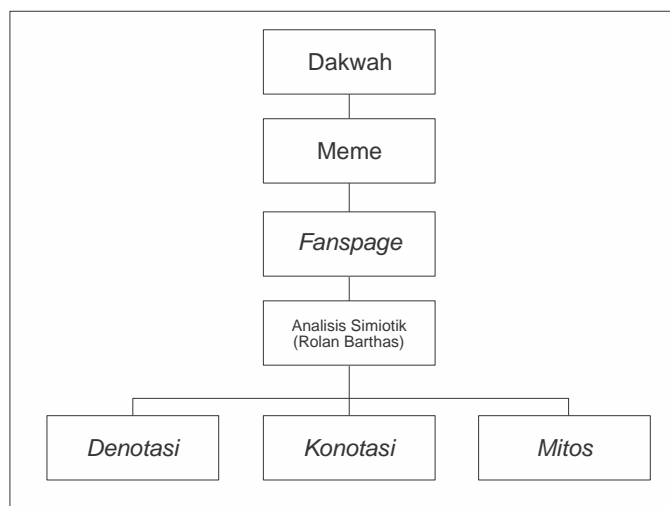 Dakwah
Meme
Fanspage
Analisis Simiotik
(Rolan Barthas)
Denotasi
Konotasi
Mitos